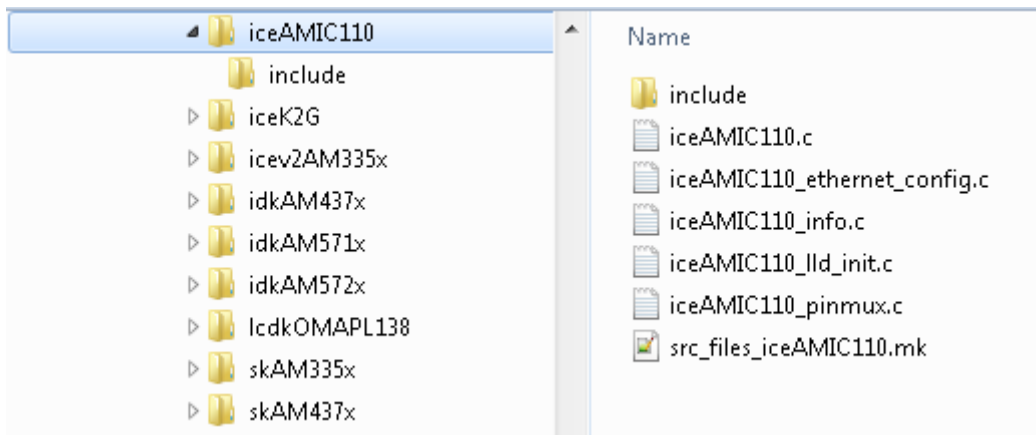 iceAMIC110
include
iceK2G
icev2AM335x
idkAM437x
idkAM571x
idkAM572x
lcdkOMAPL138
skAM335x
skAM437x
Name
include
iceAMIC110.c
iceAMIC110_ethernet_config.c
iceAMIC110_info.c
iceAMIC110_lld_init.c
iceAMIC110_pinmux.c
src_files_iceAMIC110.mk